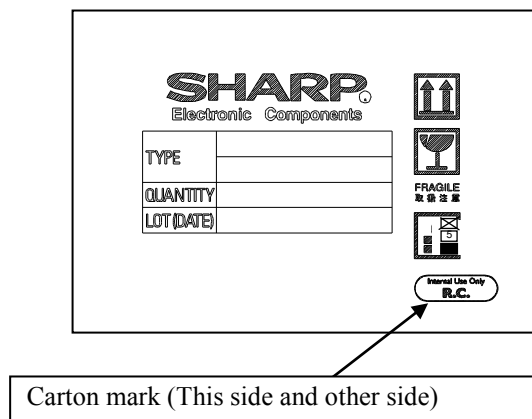 SHARP
Electronic Components
TYPE
QUANTITY
LOT(DATE)
FRAGILE
取扱注意
5
Internal Use Only
R.C.
Carton mark (This side and other side)